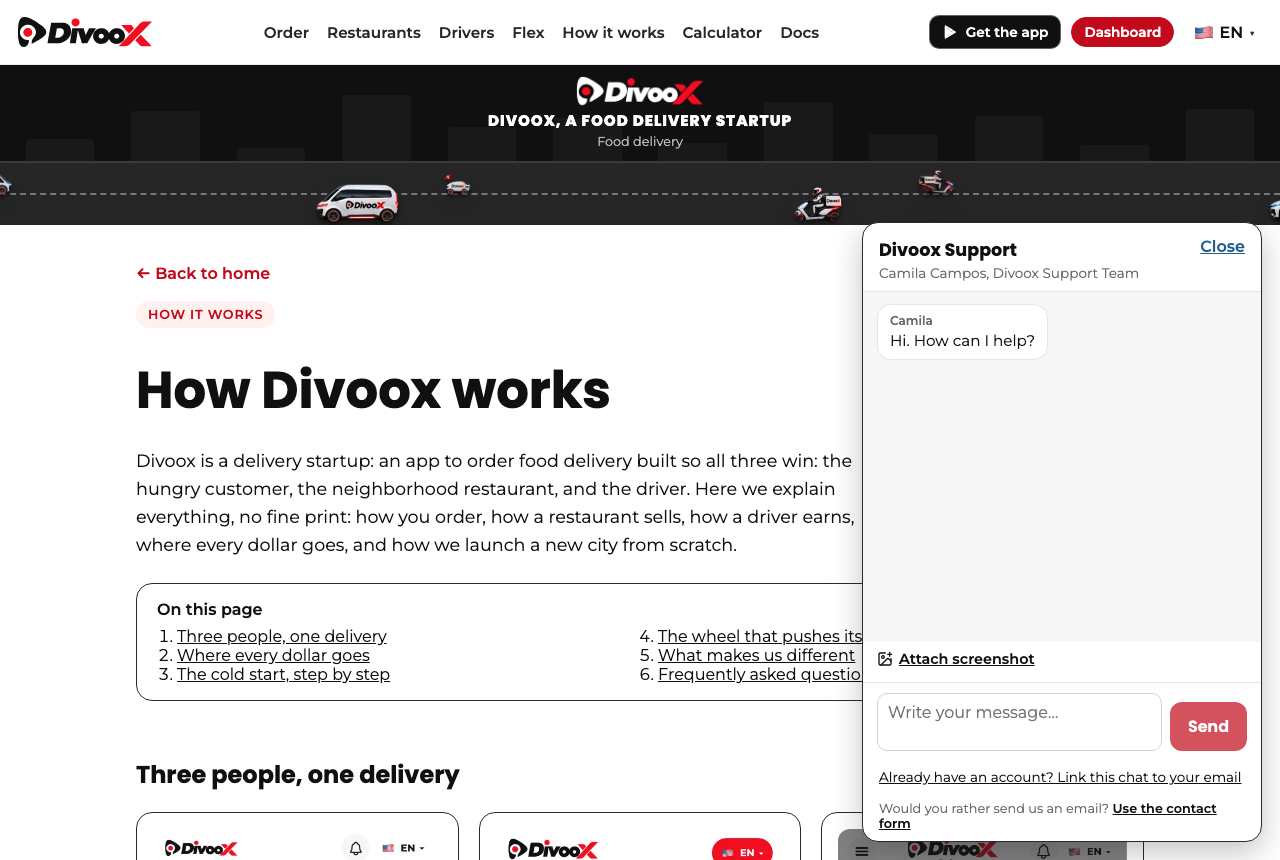 DivooX
Order
Restaurants
Drivers
Flex
How it works
Calculator
Docs
Get the app
Dashboard
EN
DivooX
DIVOOX, A FOOD DELIVERY STARTUP
Food delivery
DivooX
← Back to home
HOW IT WORKS
How Divoox works
Divoox is a delivery startup: an app to order food delivery built so all three win: the
hungry customer, the neighborhood restaurant, and the driver. Here we explain
everything, no fine print: how you order, how a restaurant sells, how a driver earns,
where every dollar goes, and how we launch a new city from scratch.
On this page
1. Three people, one delivery
2. Where every dollar goes
3. The cold start, step by step
4. The wheel that pushes its
5. What makes us different
6. Frequently asked questio
Three people, one delivery
DivooX
EN
DivooX
EN
DivooX
EN
Divoox Support
Close
Camila Campos, Divoox Support Team
Camila
Hi. How can I help?
Attach screenshot
Write your message...
Send
Already have an account? Link this chat to your email
Would you rather send us an email? Use the contact
form